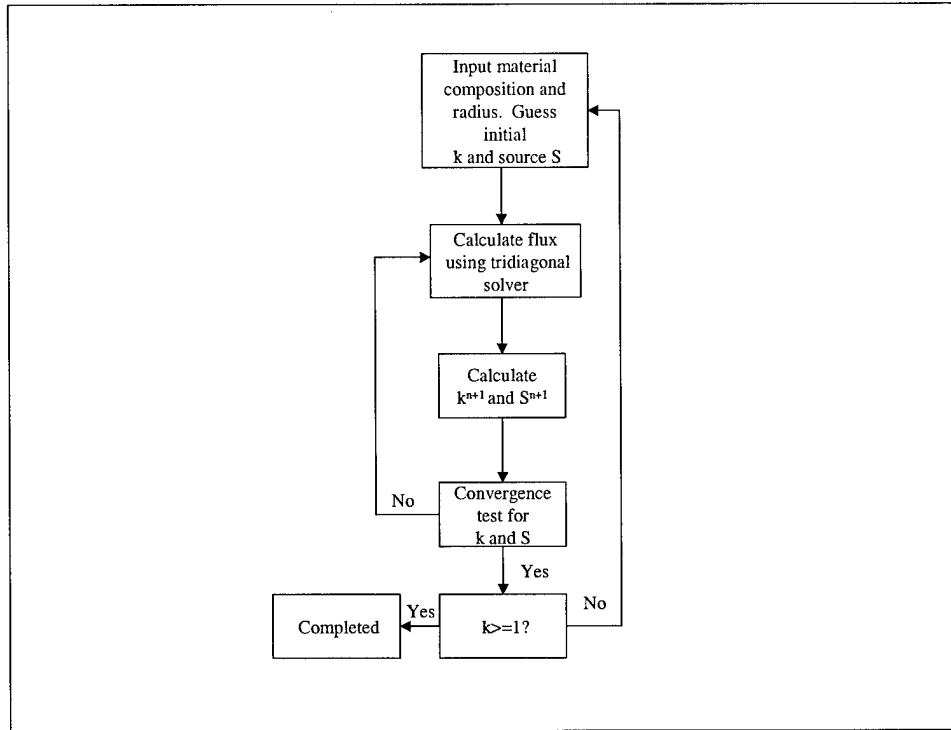 Input material
composition and
radius. Guess
initial
k and source S
Calculate flux
using tridiagonal
solver
Calculate
kⁿ⁺¹ and Sⁿ⁺¹
No
Convergence
test for
k and S
Yes
No
Completed
Yes
k>=1?